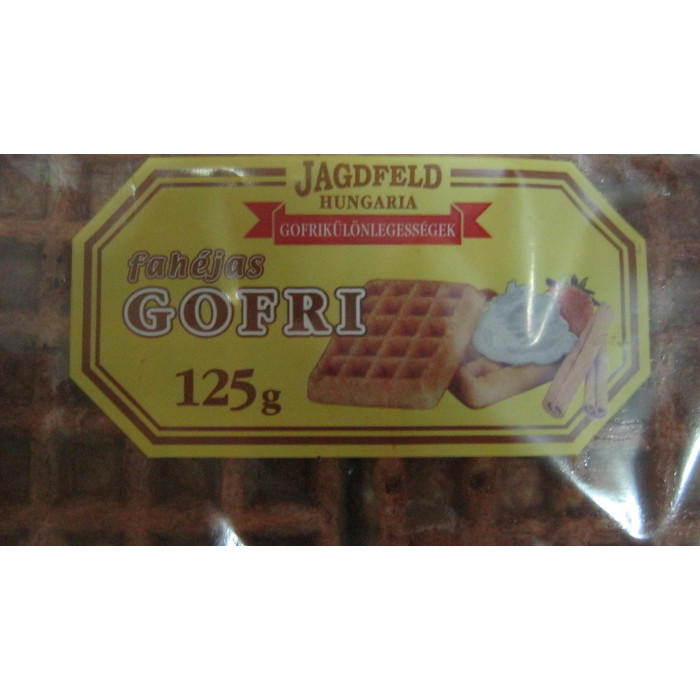 JAGDFELD
HUNGARIA
GOFRIKÜLÖNLEGESSÉGEK
fahéjas
GOFRI
125g